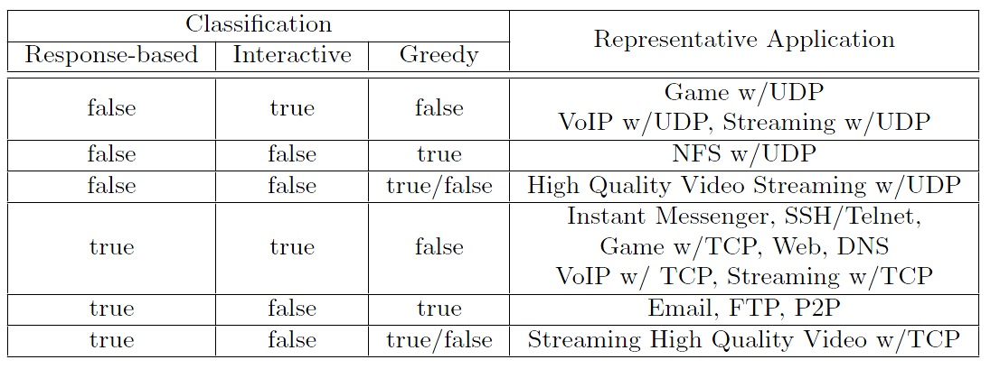 Classification
Representative Application
Response-based Interactive Greedy
false true false
Game w/UDP
VoIP w/UDP, Streaming w/UDP
false false true NFS w/UDP
false false true/false High Quality Video Streaming w/UDP
true true false
Instant Messenger, SSH/Telnet,
Game w/TCP, Web, DNS
VoIP w/ TCP, Streaming w/TCP
true false true Email, FTP, P2P
true false true/false Streaming High Quality Video w/TCP